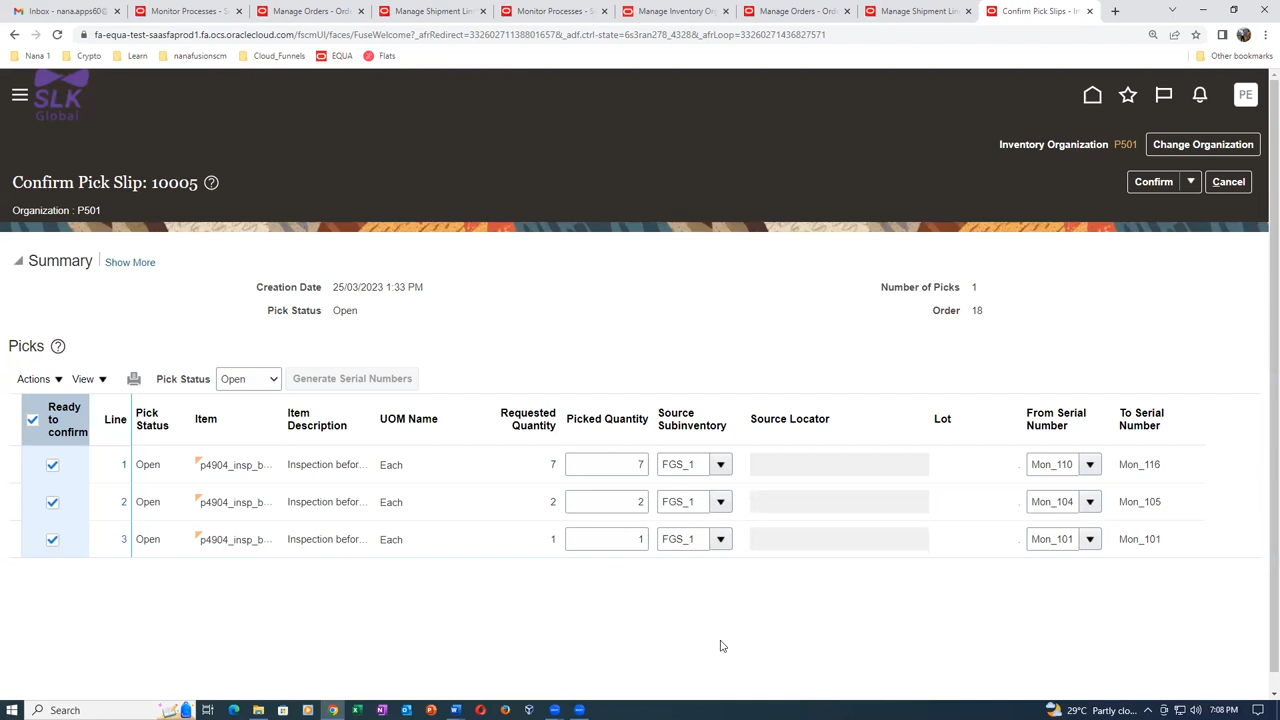 Inbox - nana.apps60@ Monitor Processes - S Manage Orders - Order Manage Shipment Lin Monitor Processes - S Manage Inventory Or Manage Orders - Orde Manage Shipment Lin Confirm Pick Slips - In
fa-equa-test-saasfaprod1.fa.ocs.oraclecloud.com/fscmUI/faces/FuseWelcome?_afrRedirect=3326027113880165​7&_adf.ctrl-state=6s3ran278_4328&_afrLoop=33260271436827571
Nana 1 Crypto Learn nanafusionscm Cloud_Funnels EQUA Flats Other bookmarks
SLK
Global
PE
Inventory Organization P501 Change Organization
Confirm Pick Slip: 10005 Confirm Cancel
Organization : P501
Summary Show More
Creation Date 25/03/2023 1:33 PM Number of Picks 1
Pick Status Open Order 18
Picks
Actions View Pick Status Open Generate Serial Numbers
Ready to confirm Line Pick Status Item Item Description UOM Name Requested Quantity Picked Quantity Source Subinventory Source Locator Lot From Serial Number To Serial Number
1 Open p4904_insp_b... Inspection befor... Each 7 7 FGS_1 Mon_110 Mon_116
2 Open p4904_insp_b... Inspection befor... Each 2 2 FGS_1 Mon_104 Mon_105
3 Open p4904_insp_b... Inspection befor... Each 1 1 FGS_1 Mon_101 Mon_101
Search 29°C Partly clo... 7:08 PM